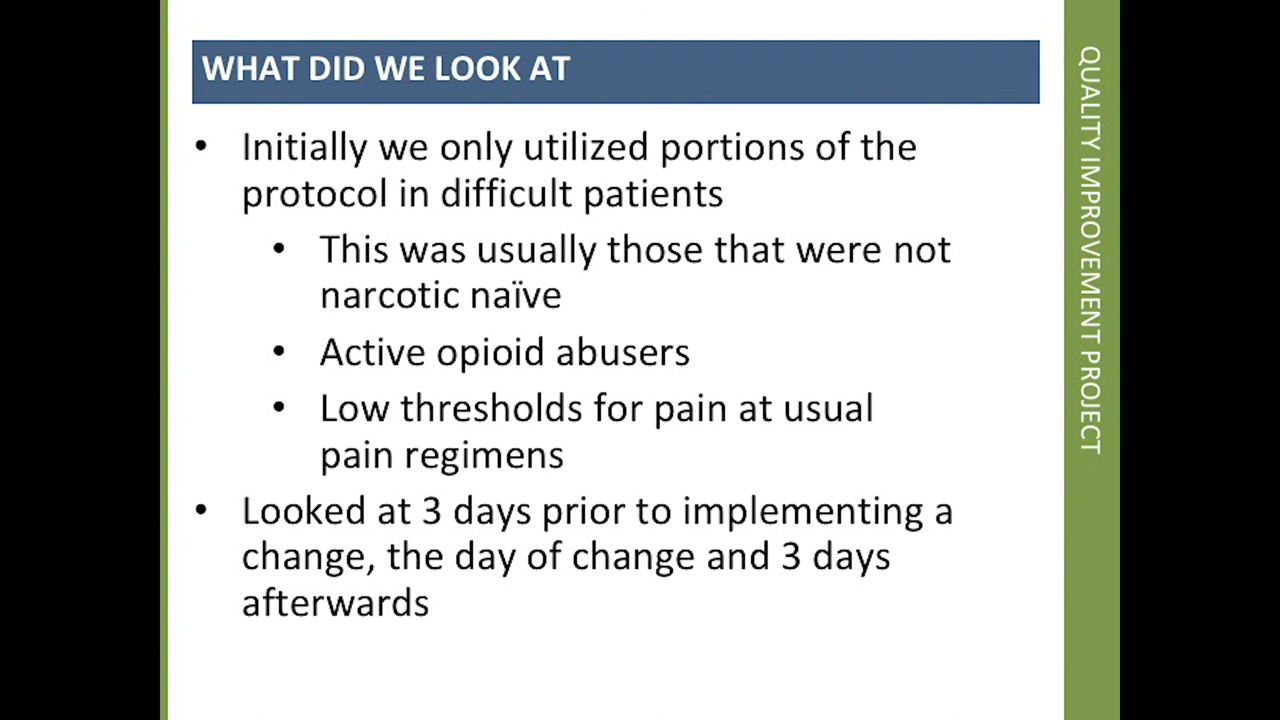 WHAT DID WE LOOK AT
• Initially we only utilized portions of the
protocol in difficult patients
• This was usually those that were not
narcotic naïve
• Active opioid abusers
• Low thresholds for pain at usual
pain regimens
• Looked at 3 days prior to implementing a
change, the day of change and 3 days
afterwards
QUALITY IMPROVEMENT PROJECT